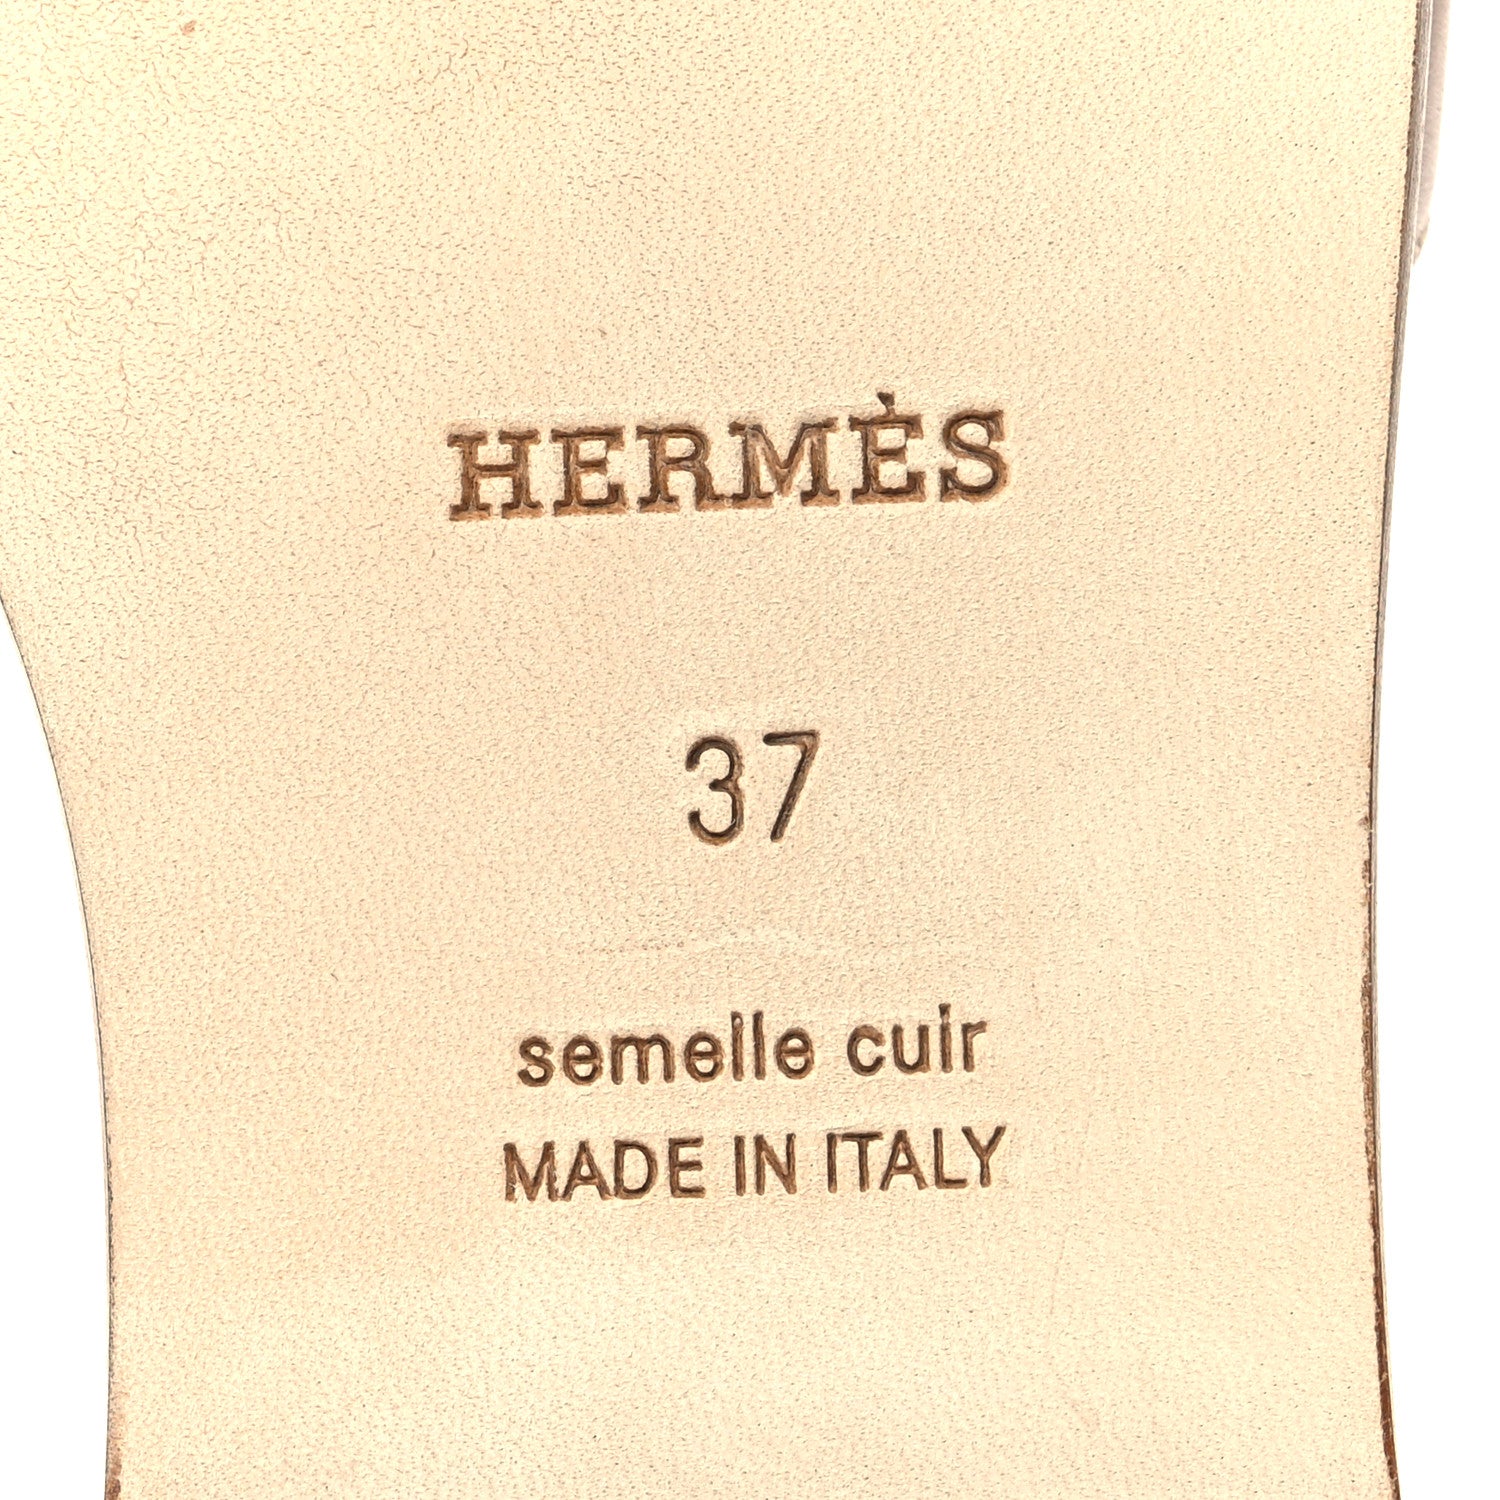 HERMÈS
37
semelle cuir
MADE IN ITALY